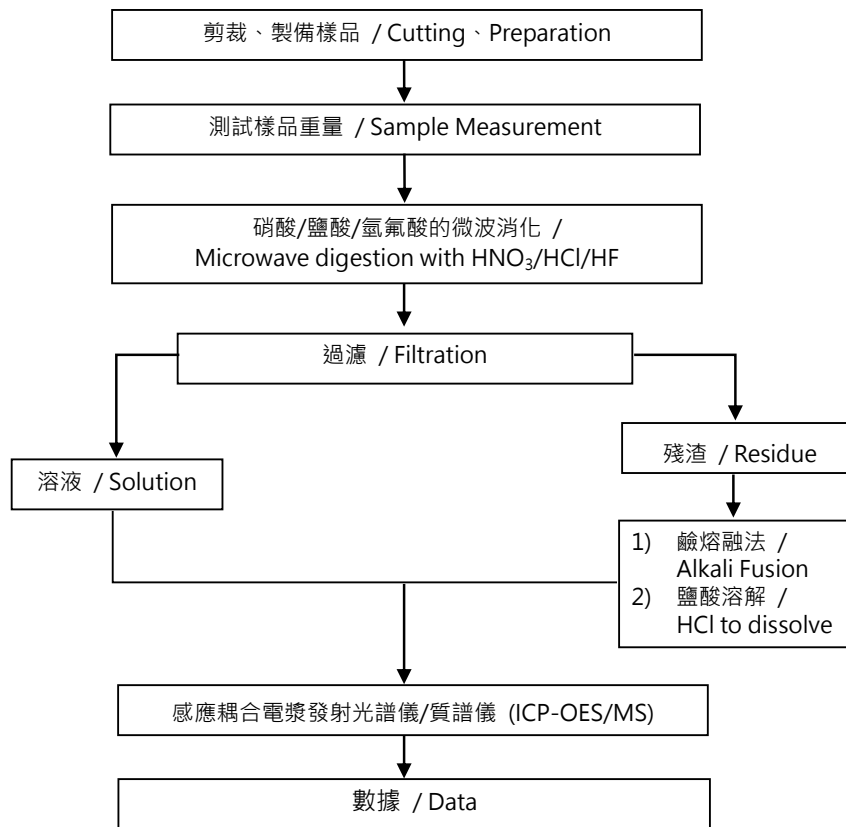 剪裁、製備樣品 / Cutting、Preparation
測試樣品重量 / Sample Measurement
硝酸/鹽酸/氫氟酸的微波消化 /
Microwave digestion with HNO₃/HCl/HF
過濾 / Filtration
溶液 / Solution
殘渣 / Residue
1) 鹼熔融法 /
Alkali Fusion
2) 鹽酸溶解 /
HCl to dissolve
感應耦合電漿發射光譜儀/質譜儀 (ICP-OES/MS)
數據 / Data